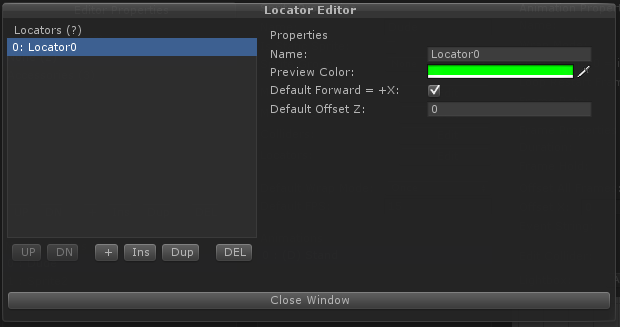 Locator Editor
Locators (?)
0: Locator0
Properties
Name: Locator0
Preview Color:
Default Forward = +X:
Default Offset Z: 0
UP DN + Ins Dup DEL
Close Window